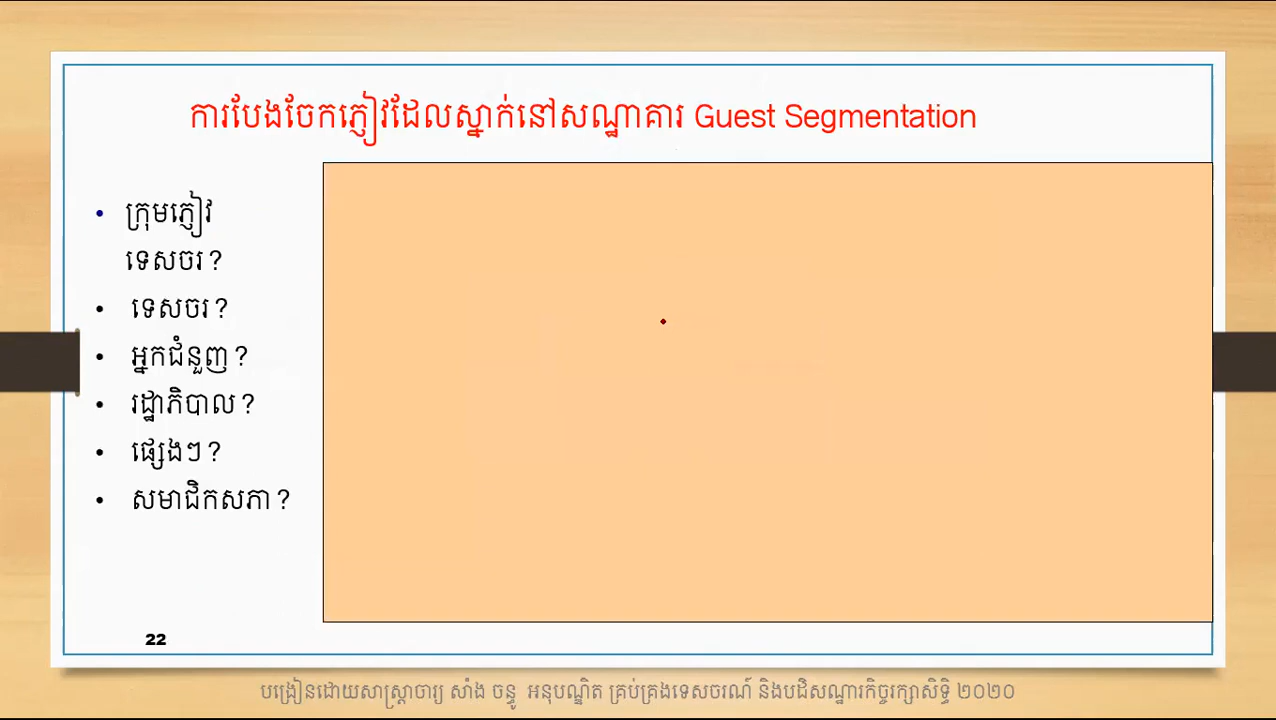 ការបែងចែកភ្ញៀវដែលស្នាក់នៅសណ្ឋាគារ Guest Segmentation
• ក្រុមភ្ញៀវ
ទេសចរ?
• ទេសចរ?
• អ្នកជំនួញ?
• រដ្ឋាភិបាល?
• ផ្សេងៗ?
• សមាជិកសភា?
22
បង្រៀនដោយសាស្ត្រាចារ្យ សាំង ចន្ធូ អនុបណ្ឌិត គ្រប់គ្រងទេសចរណ៍ និងបដិសណ្ឋារកិច្ចរក្សាសិទ្ធិ ២០២០